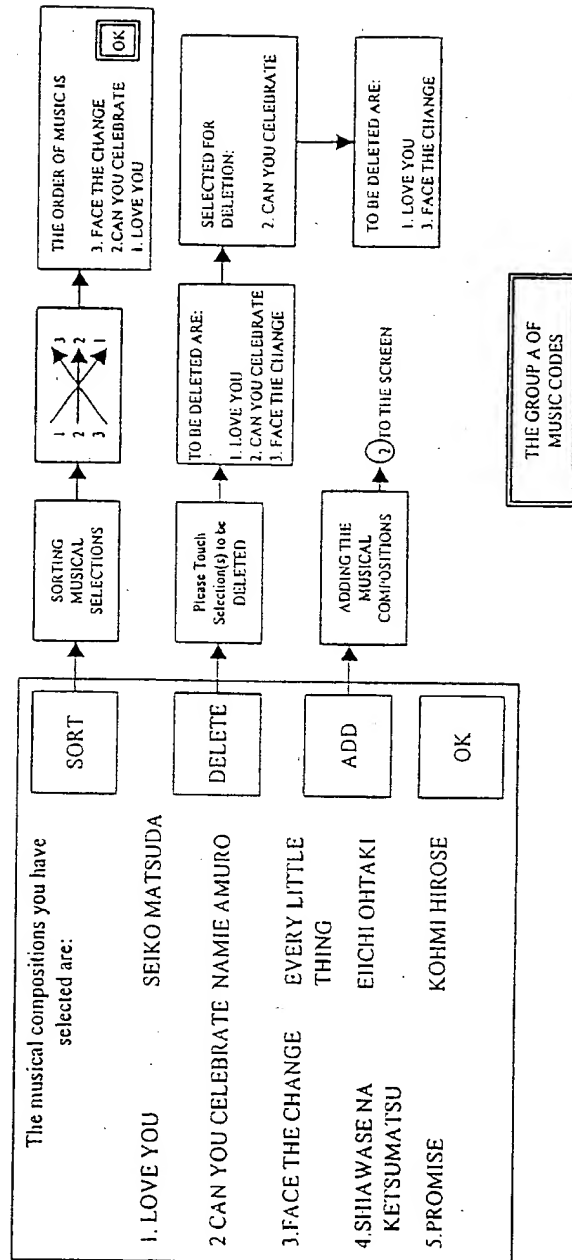 The musical compositions you have
selected are:
1. LOVE YOU SEIKO MATSUDA
2 CAN YOU CELEBRATE NAMIE AMURO
3.FACE THE CHANGE EVERY LITTLE
THING
4.SHIAWASE NA EIICHI OHTAKI
KETSUMATSU
5.PROMISE KOHMI HIROSE
SORT
DELETE
ADD
OK
SORTING
MUSICAL
SELECTIONS
1 3
2 2
3 1
THE ORDER OF MUSIC IS
3. FACE THE CHANGE
2.CAN YOU CELEBRATE
1. LOVE YOU
OK
Please Touch
Selection(s) to be
DELETED
TO BE DELETED ARE:
1. LOVE YOU
2. CAN YOU CELEBRATE
3. FACE THE CHANGE
SELECTED FOR
DELETION:
2. CAN YOU CELEBRATE
TO BE DELETED ARE:
1. LOVE YOU
3. FACE THE CHANGE
ADDING THE
MUSICAL
COMPOSITIONS
2 TO THE SCREEN
THE GROUP A OF
MUSIC CODES